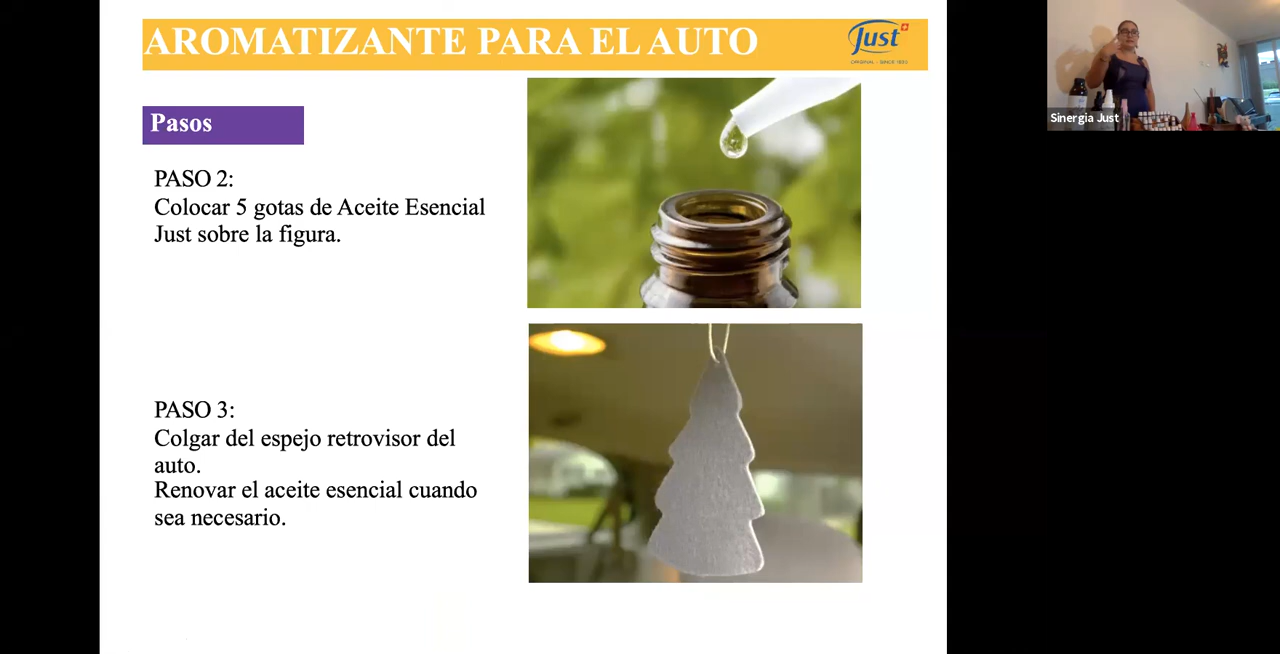 AROMATIZANTE PARA EL AUTO
Just
ORIGINAL - SINCE 1930
Pasos
PASO 2:
Colocar 5 gotas de Aceite Esencial
Just sobre la figura.
PASO 3:
Colgar del espejo retrovisor del
auto.
Renovar el aceite esencial cuando
sea necesario.
Sinergia Just